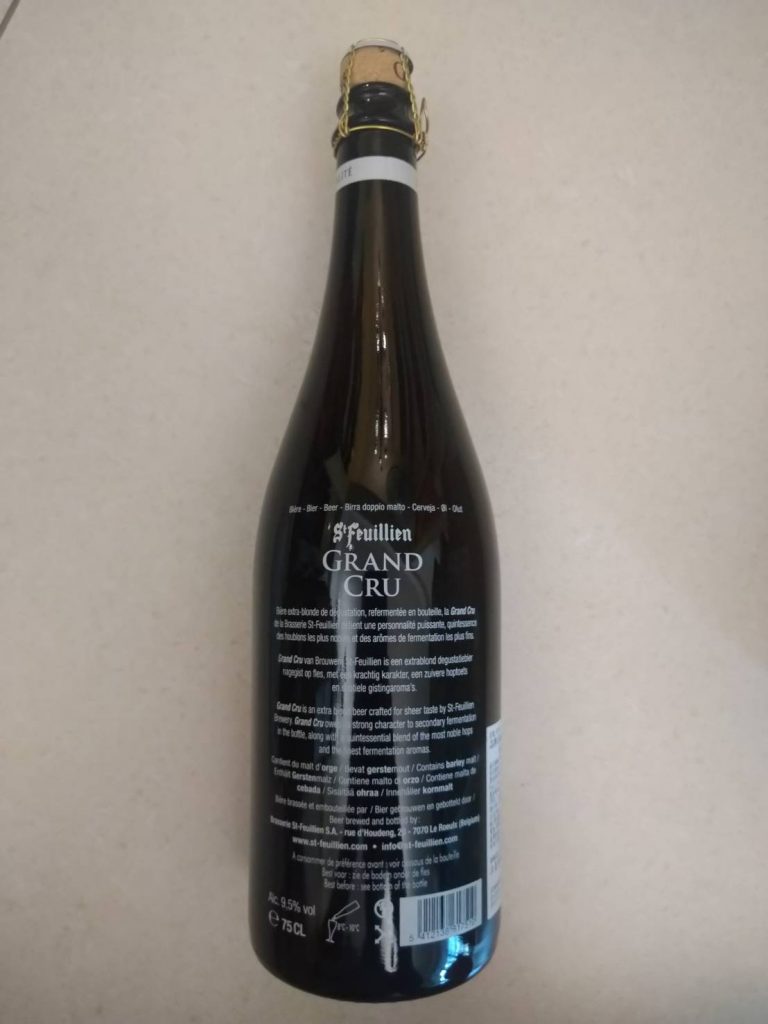 Bière - Bier - Beer - Birra doppio malto - Cerveja - Øl - Olut
St Feuillien
GRAND
CRU
Bière extra-blonde de dégustation, refermentée en bouteille, la Grand Cru
de la Brasserie St-Feuillien détient une personnalité puissante, quintessence
des houblons les plus nobles et des arômes de fermentation les plus fins.
Grand Cru van Brouwerij St-Feuillien is een extrablond degustatiebier
nagegist op fles, met een krachtig karakter, een zuivere hoptoets
en subtiele gistingaroma's.
Grand Cru is an extra blond beer crafted for sheer taste by St-Feuillien
Brewery. Grand Cru owes its strong character to secondary fermentation
in the bottle, along with a quintessential blend of the most noble hops
and the finest fermentation aromas.
Contient du malt d'orge / Bevat gerstemout / Contains barley malt /
Enthält Gerstenmalz / Contiene malto di orzo / Contiene malta de
cebada / Sisältää ohraa / Innehåller kornmalt
Bière brassée et embouteillée par / Bier gebrouwen en gebotteld door /
Beer brewed and bottled by :
Brasserie St-Feuillien S.A. - rue d'Houdeng, 20 - 7070 Le Roeulx (Belgium)
www.st-feuillien.com • info@st-feuillien.com
A consommer de préférence avant : voir dessous de la bouteille
Best voor : zie de bodem onder de fles
Best before : see bottom of the bottle
Alc. 9,5% vol
e 75 CL
8°C - 10°C